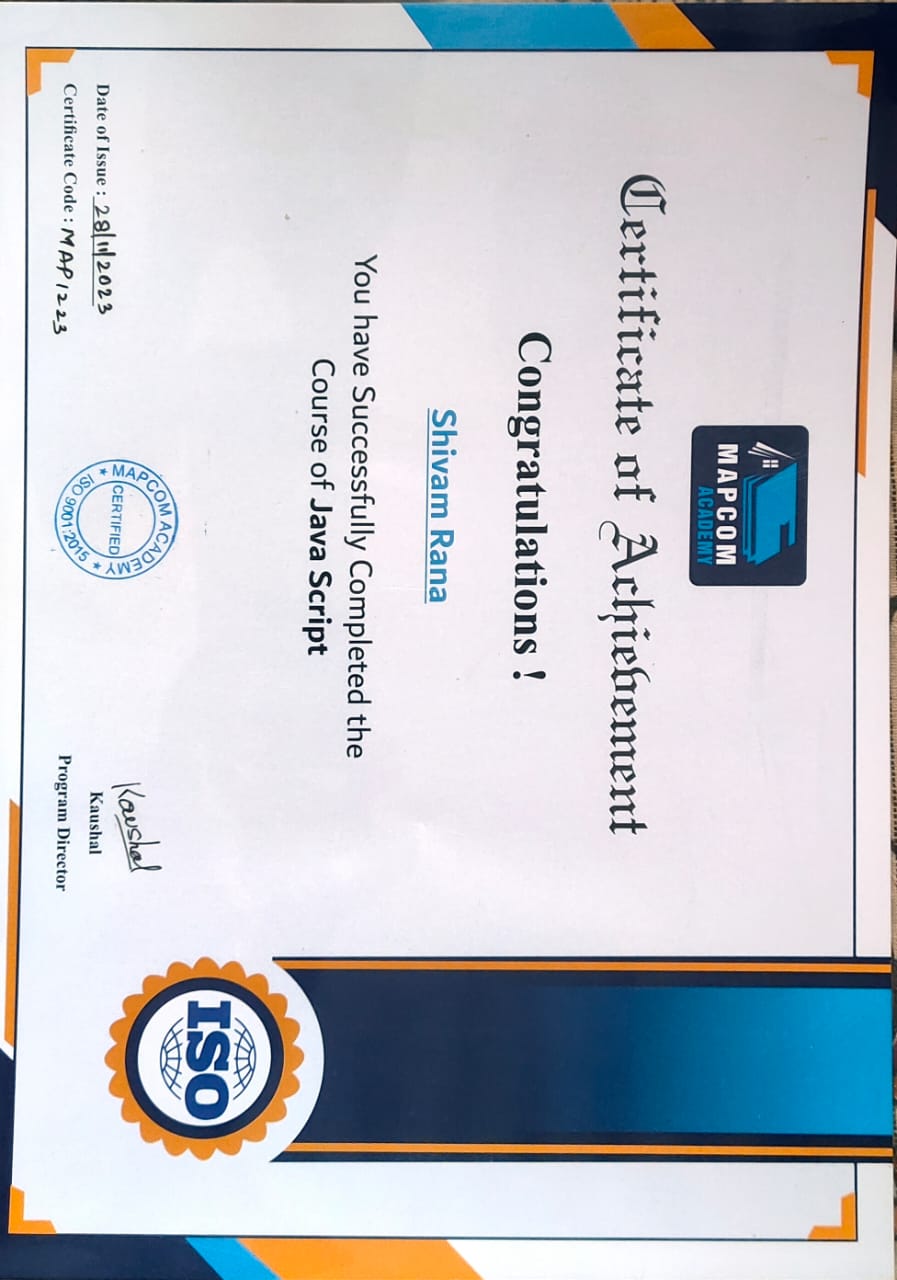 MAPCOM
ACADEMY
Certificate of Achievement
Congratulations !
Shivam Rana
You have Successfully Completed the
Course of Java Script
Date of Issue : 28/11/2023
Certificate Code : MAP1223
★ MAPCOM ACADEMY ★
CERTIFIED
ISO 9001:2015
Kaushal
Kaushal
Program Director
ISO